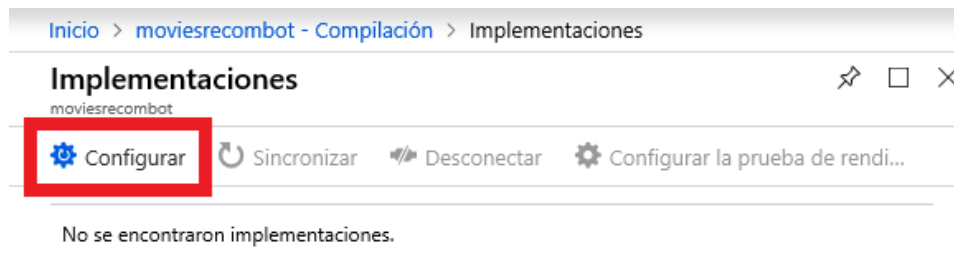 Inicio > moviesrecombot - Compilación > Implementaciones
Implementaciones
moviesrecombot
Configurar Sincronizar Desconectar Configurar la prueba de rendi...
No se encontraron implementaciones.